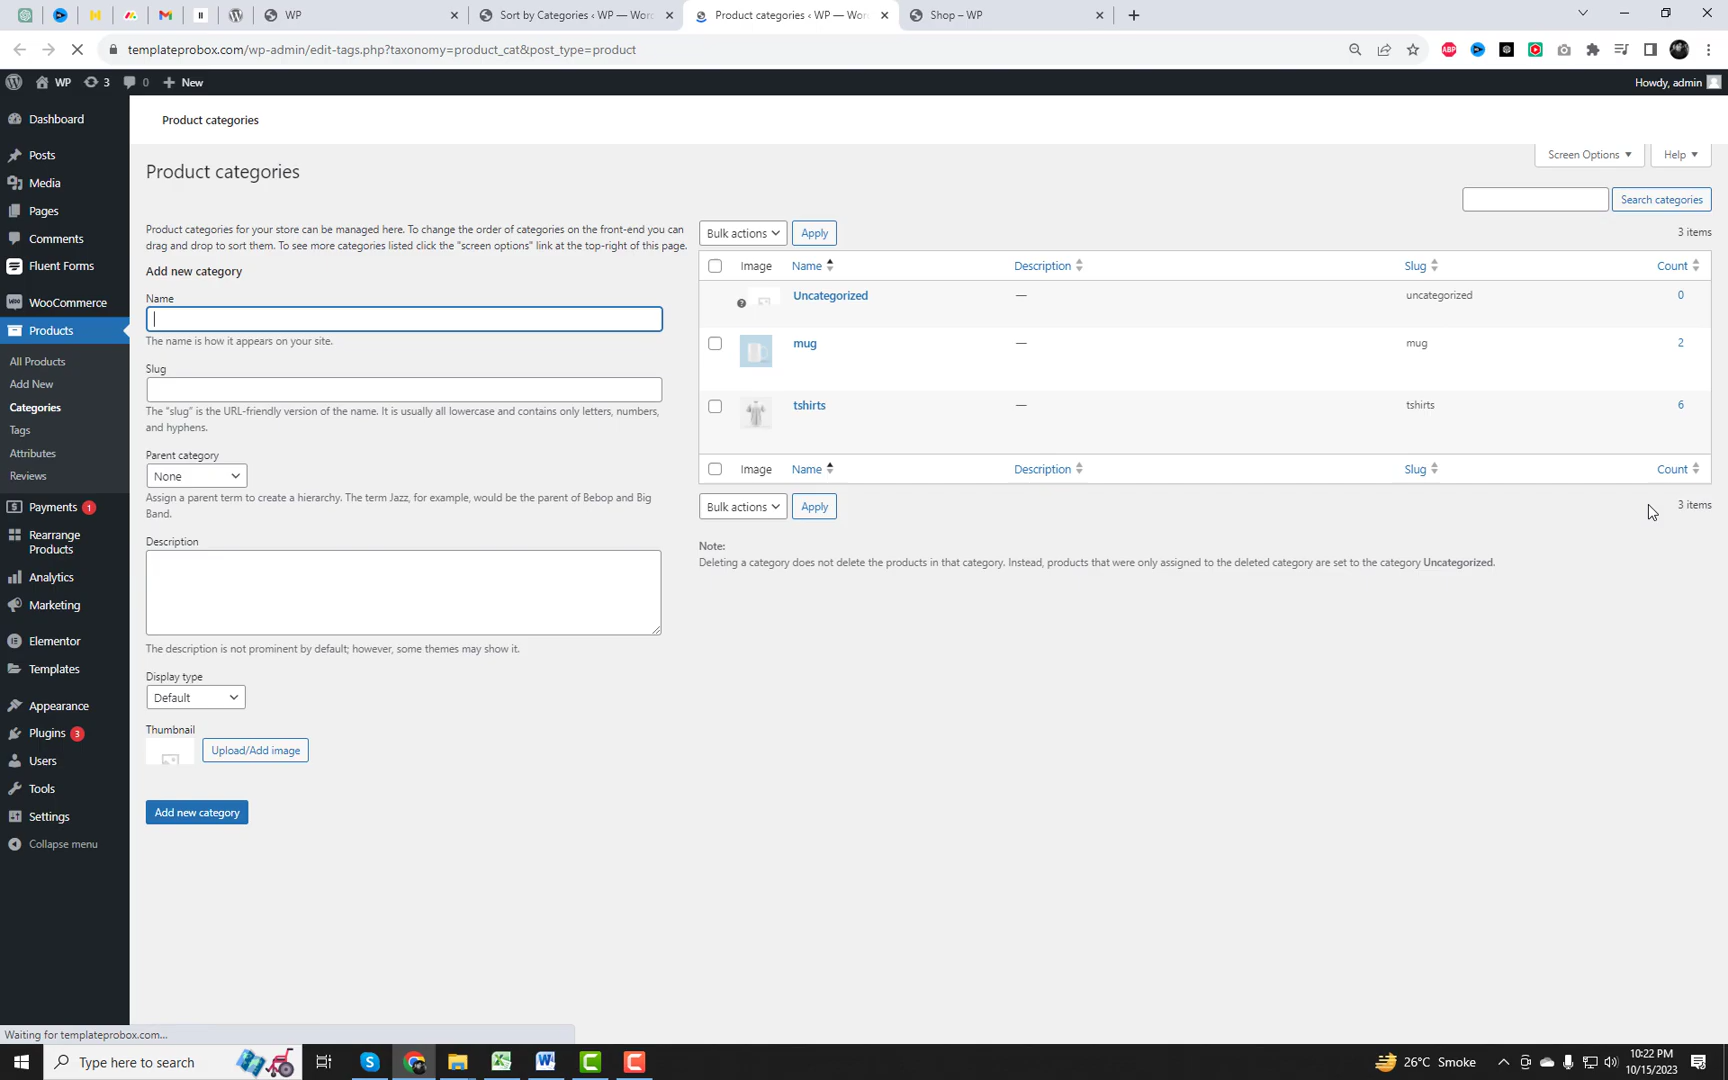 WP
Sort by Categories ‹ WP — Worc
Product categories ‹ WP — Wor
Shop – WP
templateprobox.com/wp-admin/edit-tags.php?taxonomy=product_cat&post_type=product
WP 3 0 New
Howdy, admin
Dashboard
Posts
Media
Pages
Comments
Fluent Forms
WooCommerce
Products
All Products
Add New
Categories
Tags
Attributes
Reviews
Payments 1
Rearrange
Products
Analytics
Marketing
Elementor
Templates
Appearance
Plugins 3
Users
Tools
Settings
Collapse menu
Product categories
Screen Options
Help
Product categories
Search categories
Product categories for your store can be managed here. To change the order of categories on the front-end you can
drag and drop to sort them. To see more categories listed click the "screen options" link at the top-right of this page.
Add new category
Name
The name is how it appears on your site.
Slug
The “slug” is the URL-friendly version of the name. It is usually all lowercase and contains only letters, numbers,
and hyphens.
Parent category
None
Assign a parent term to create a hierarchy. The term Jazz, for example, would be the parent of Bebop and Big
Band.
Description
The description is not prominent by default; however, some themes may show it.
Display type
Default
Thumbnail
Upload/Add image
Add new category
Bulk actions Apply
3 items
Image Name Description Slug Count
Uncategorized — uncategorized 0
mug — mug 2
tshirts — tshirts 6
Image Name Description Slug Count
Bulk actions Apply
3 items
Note:
Deleting a category does not delete the products in that category. Instead, products that were only assigned to the deleted category are set to the category Uncategorized.
Waiting for templateprobox.com...
Type here to search
26°C Smoke
10:22 PM
10/15/2023